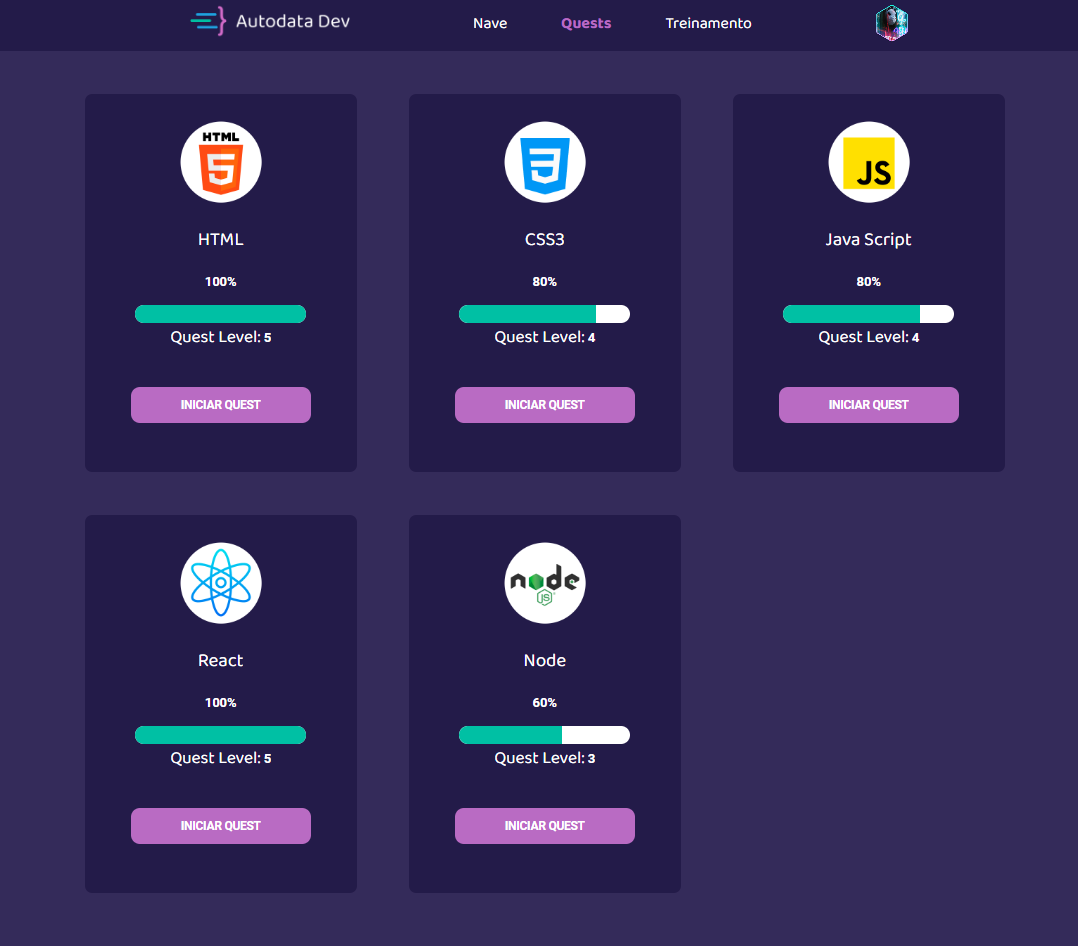 Autodata Dev
Nave
Quests
Treinamento
HTML
5
HTML
100%
Quest Level: 5
INICIAR QUEST
3
CSS3
80%
Quest Level: 4
INICIAR QUEST
JS
Java Script
80%
Quest Level: 4
INICIAR QUEST
React
100%
Quest Level: 5
INICIAR QUEST
node
JS
Node
60%
Quest Level: 3
INICIAR QUEST